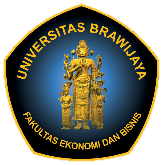 UNIVERSITAS BRAWIJAYA
FAKULTAS EKONOMI DAN BISNIS